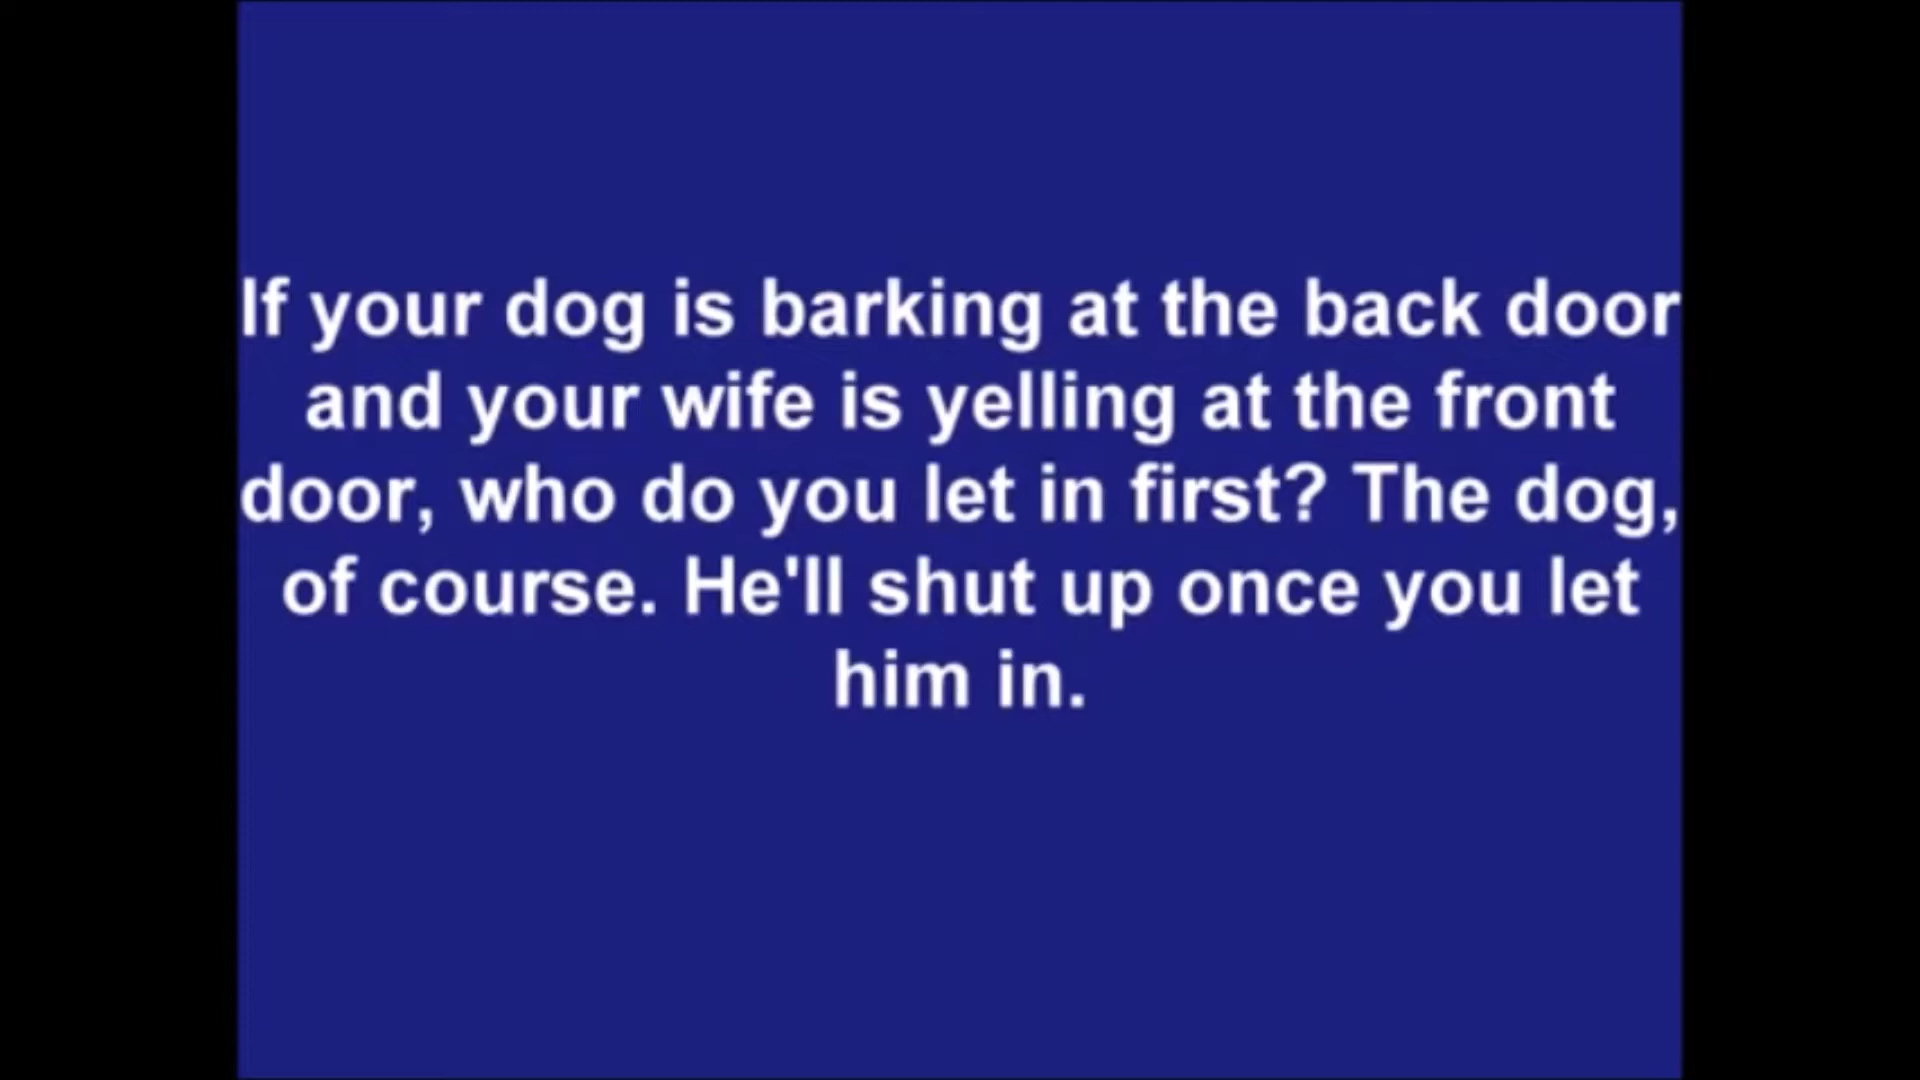 If your dog is barking at the back door
and your wife is yelling at the front
door, who do you let in first? The dog,
of course. He'll shut up once you let
him in.